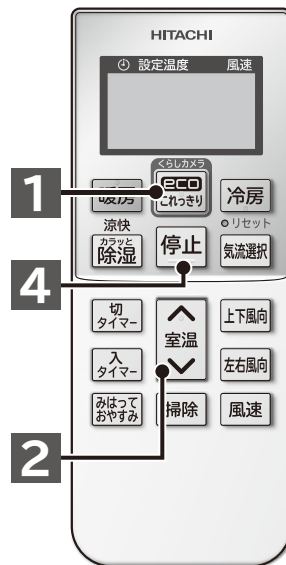 HITACHI
設定温度 風速
くらしカメラ
1
暖房
eco
これっきり
冷房
涼快
リセット
カラッと
除湿
停止
気流選択
4
切
タイマー
室温
上下風向
入
タイマー
左右風向
2
みはって
おやすみ
掃除
風速